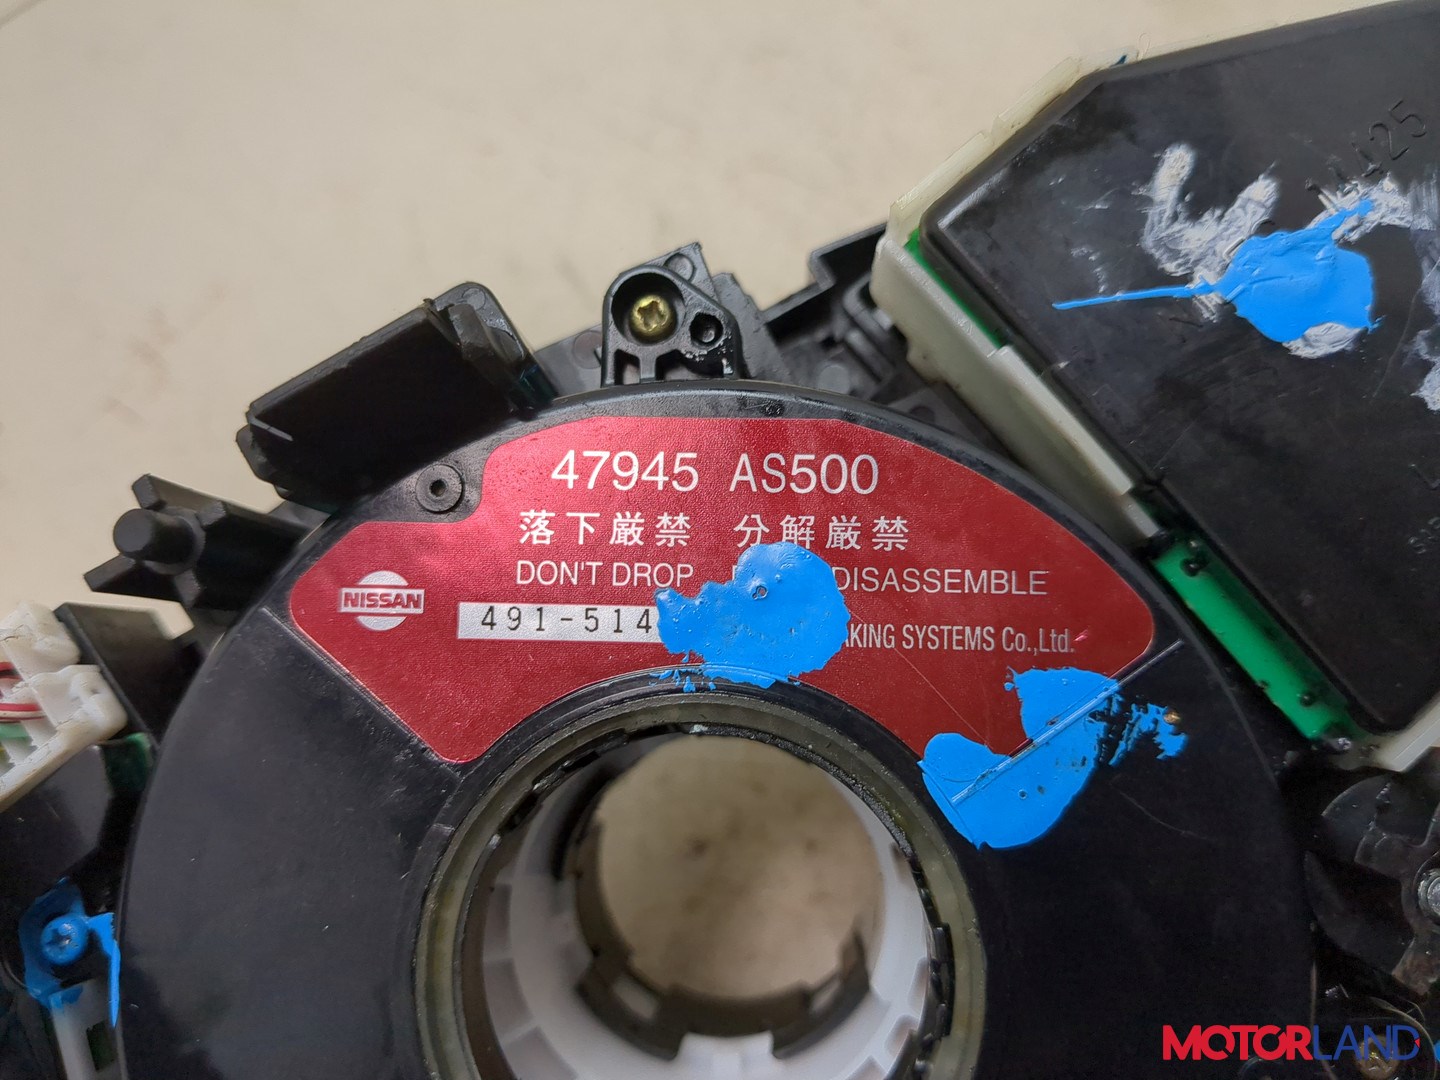 47945 AS500
落下厳禁 分解厳禁
DON'T DROP DISASSEMBLE
NISSAN
491-514
AKING SYSTEMS Co.,Ltd.
MOTORLAND